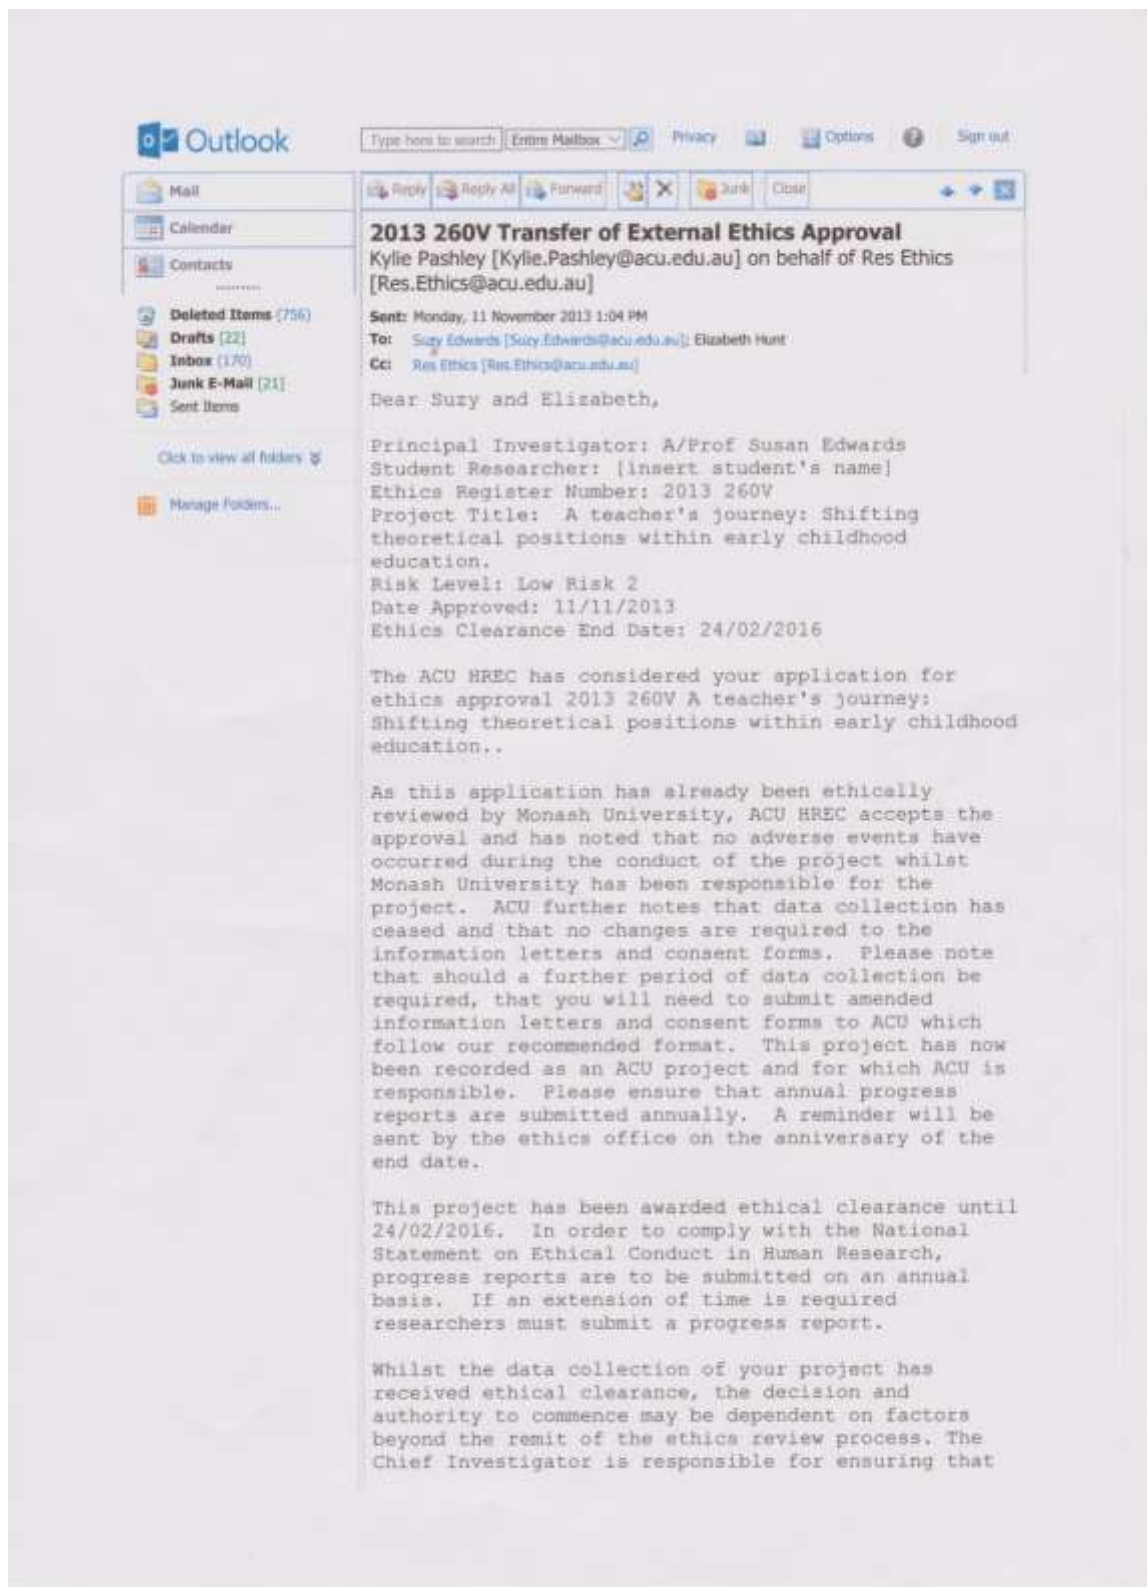 Outlook
Type here to search Entire Mailbox Privacy Options Sign out
Mail
Calendar
Contacts
Deleted Items (756)
Drafts [22]
Inbox (170)
Junk E-Mail [21]
Sent Items
Click to view all folders
Manage Folders...
Reply Reply All Forward Junk Close
2013 260V Transfer of External Ethics Approval
Kylie Pashley [Kylie.Pashley@acu.edu.au] on behalf of Res Ethics
[Res.Ethics@acu.edu.au]
Sent: Monday, 11 November 2013 1:04 PM
To: Suzy Edwards [Suzy.Edwards@acu.edu.au]; Elizabeth Hunt
Cc: Res Ethics [Res.Ethics@acu.edu.au]
Dear Suzy and Elizabeth,
Principal Investigator: A/Prof Susan Edwards
Student Researcher: [insert student's name]
Ethics Register Number: 2013 260V
Project Title:  A teacher's journey: Shifting
theoretical positions within early childhood
education.
Risk Level: Low Risk 2
Date Approved: 11/11/2013
Ethics Clearance End Date: 24/02/2016
The ACU HREC has considered your application for
ethics approval 2013 260V A teacher's journey:
Shifting theoretical positions within early childhood
education..
As this application has already been ethically
reviewed by Monash University, ACU HREC accepts the
approval and has noted that no adverse events have
occurred during the conduct of the project whilst
Monash University has been responsible for the
project.  ACU further notes that data collection has
ceased and that no changes are required to the
information letters and consent forms.  Please note
that should a further period of data collection be
required, that you will need to submit amended
information letters and consent forms to ACU which
follow our recommended format.  This project has now
been recorded as an ACU project and for which ACU is
responsible.  Please ensure that annual progress
reports are submitted annually.  A reminder will be
sent by the ethics office on the anniversary of the
end date.
This project has been awarded ethical clearance until
24/02/2016.  In order to comply with the National
Statement on Ethical Conduct in Human Research,
progress reports are to be submitted on an annual
basis.  If an extension of time is required
researchers must submit a progress report.
Whilst the data collection of your project has
received ethical clearance, the decision and
authority to commence may be dependent on factors
beyond the remit of the ethics review process. The
Chief Investigator is responsible for ensuring that